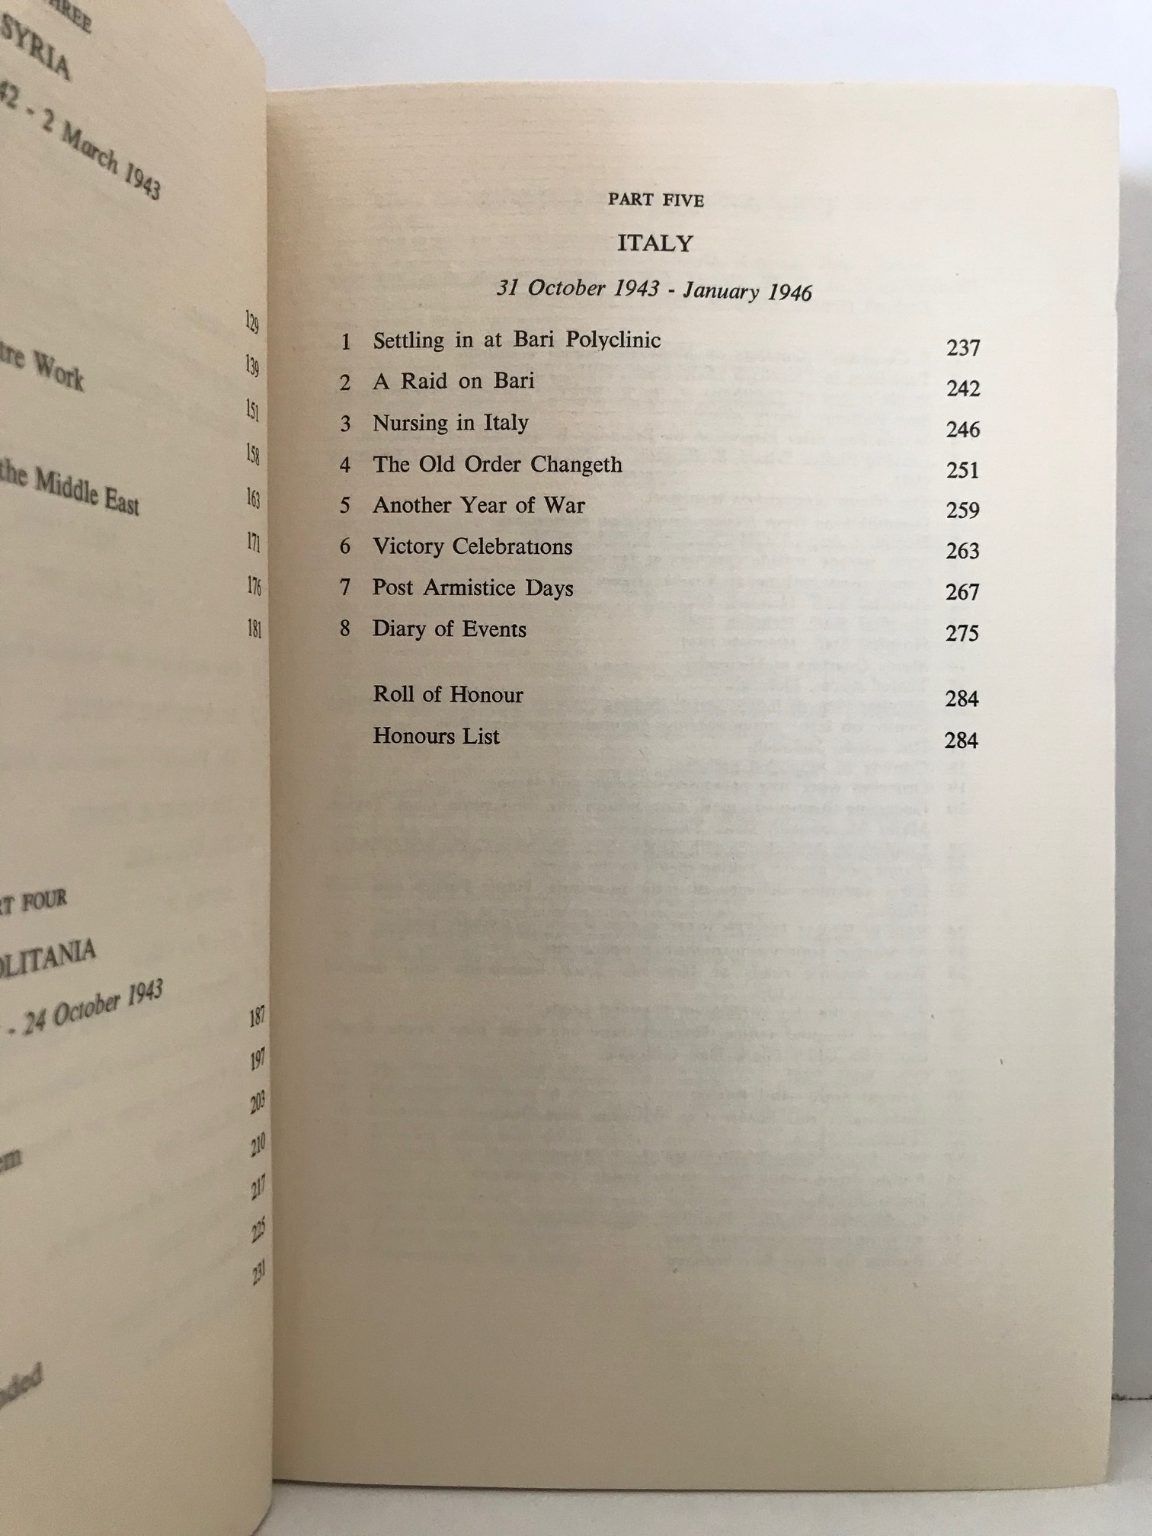 THREE
SYRIA
42 - 2 March 1943
129
tre Work 139
151
158
the Middle East 163
171
176
181
RT FOUR
OLITANIA
- 24 October 1943
187
197
203
210
em 217
225
231
nded
PART FIVE
ITALY
31 October 1943 - January 1946
1 Settling in at Bari Polyclinic 237
2 A Raid on Bari 242
3 Nursing in Italy 246
4 The Old Order Changeth 251
5 Another Year of War 259
6 Victory Celebrations 263
7 Post Armistice Days 267
8 Diary of Events 275
Roll of Honour 284
Honours List 284